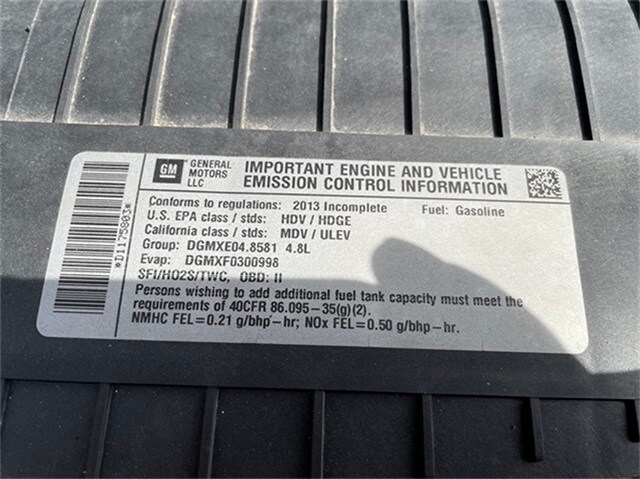 GM GENERAL MOTORS LLC
IMPORTANT ENGINE AND VEHICLE
EMISSION CONTROL INFORMATION
Conforms to regulations: 2013 Incomplete Fuel: Gasoline
U.S. EPA class / stds: HDV / HDGE
California class / stds: MDV / ULEV
Group: DGMXE04.8581 4.8L
Evap: DGMXF0300998
SFI/HO2S/TWC, OBD: II
Persons wishing to add additional fuel tank capacity must meet the
requirements of 40CFR 86.095-35(g)(2).
NMHC FEL=0.21 g/bhp-hr; NOx FEL=0.50 g/bhp-hr.
*D1175803*